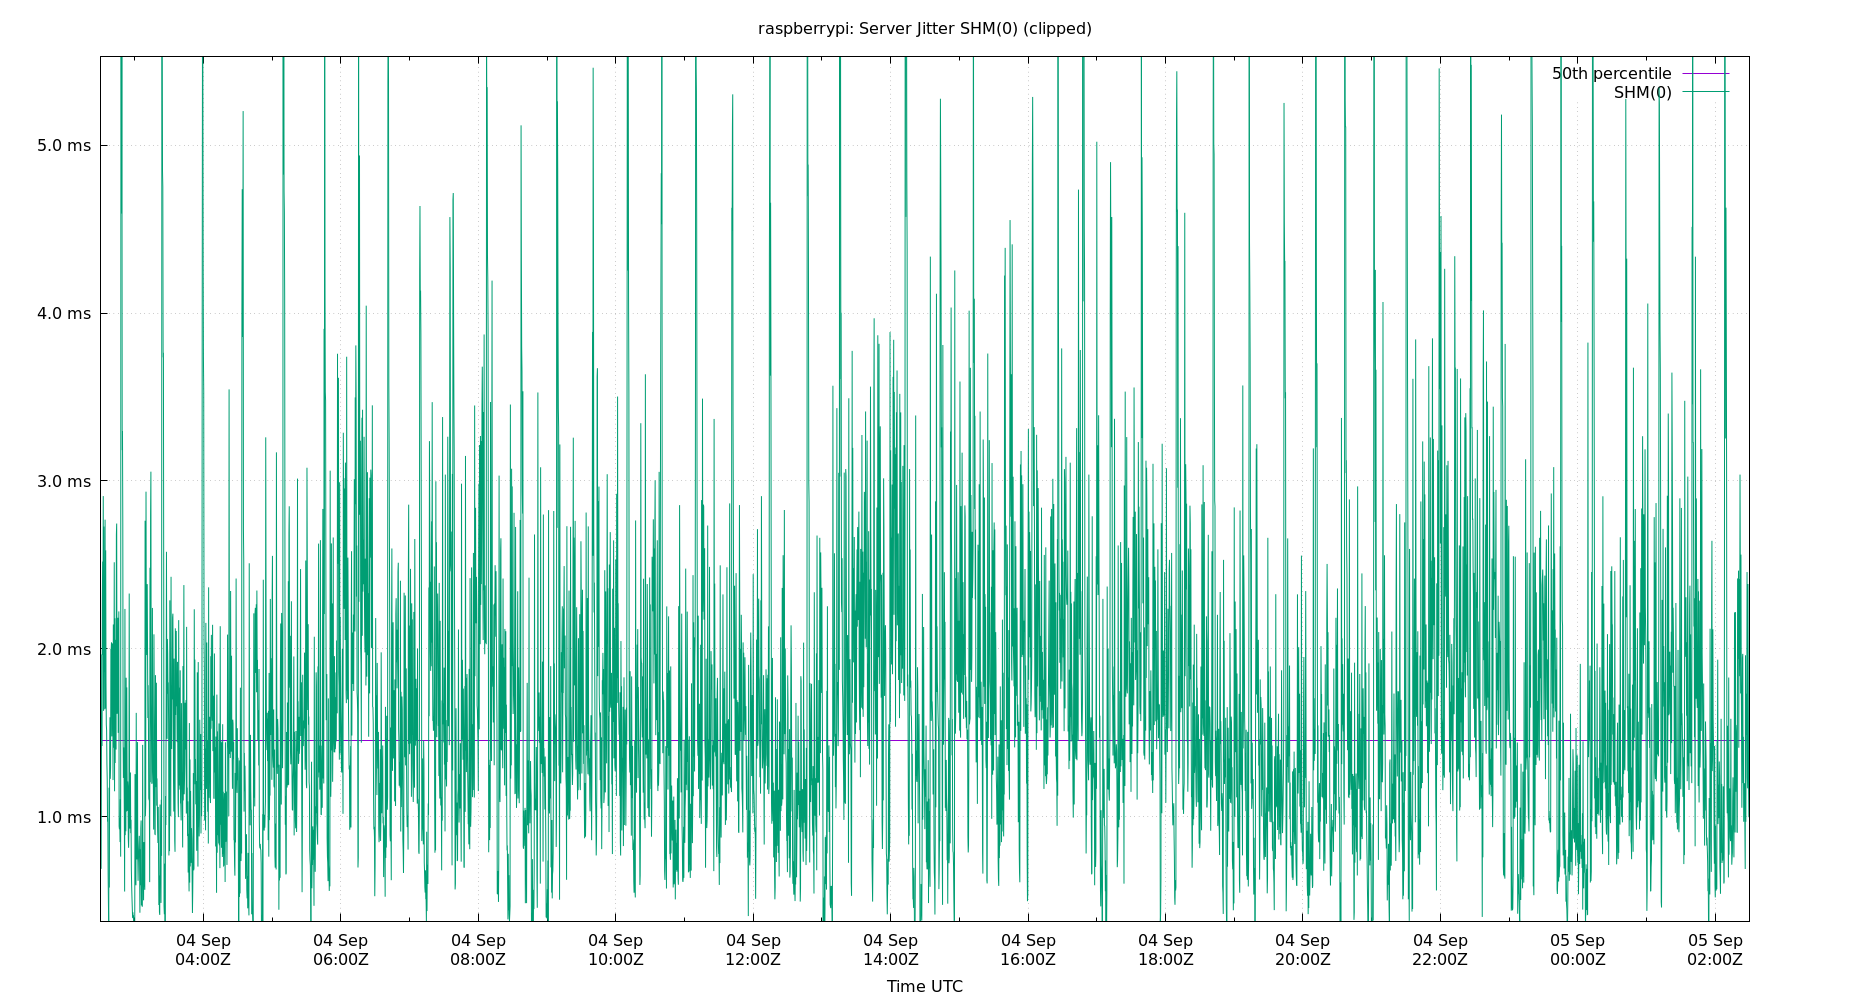 raspberrypi: Server Jitter SHM(0) (clipped)
50th percentile
SHM(0)
5.0 ms
4.0 ms
3.0 ms
2.0 ms
1.0 ms
04 Sep 04 Sep 04 Sep 04 Sep 04 Sep 04 Sep 04 Sep 04 Sep 04 Sep 04 Sep 05 Sep 05 Sep
04:00Z 06:00Z 08:00Z 10:00Z 12:00Z 14:00Z 16:00Z 18:00Z 20:00Z 22:00Z 00:00Z 02:00Z
Time UTC